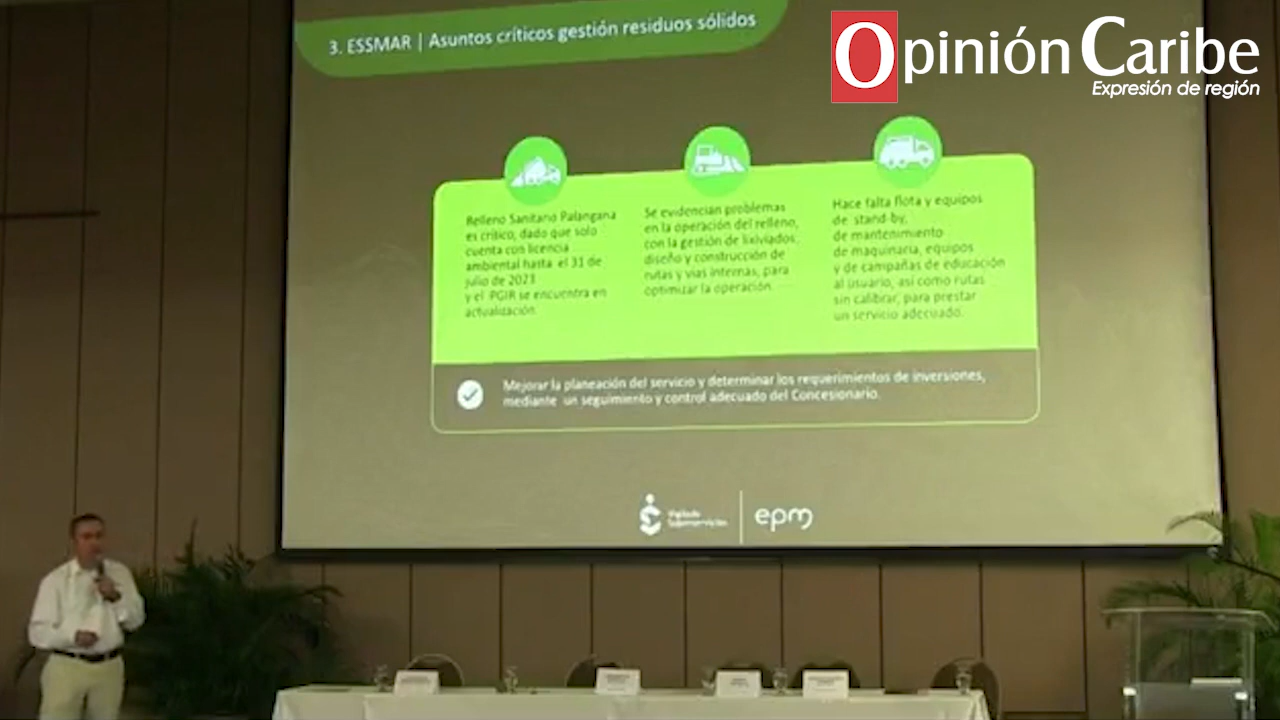 3. ESSMAR | Asuntos críticos gestión residuos sólidos
Opinión Caribe
Expresión de región
Relleno Sanitario Palangana
es crítico, dado que solo
cuenta con licencia
ambiental hasta el 31 de
julio de 2023
y el PGIR se encuentra en
actualización.
Se evidencian problemas
en la operación del relleno,
con la gestión de lixiviados,
diseño y construcción de
rutas y vías internas, para
optimizar la operación.
Hace falta flota y equipos
de stand-by,
de mantenimiento
de maquinaria, equipos
y de campañas de educación
al usuario, así como rutas
sin calibrar, para prestar
un servicio adecuado.
Mejorar la planeación del servicio y determinar los requerimientos de inversiones,
mediante un seguimiento y control adecuado del Concesionario.
Vigilado
Superservicios
epm